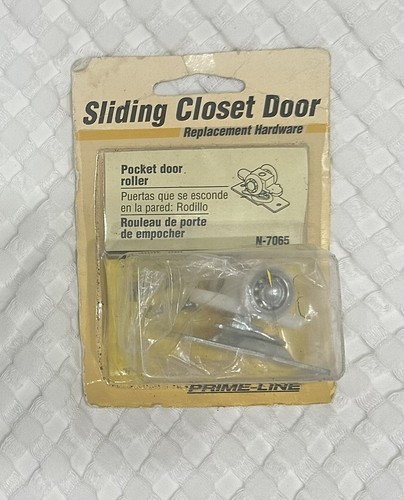 Sliding Closet Door
Replacement Hardware
Pocket door
roller
Puertas que se esconde
en la pared: Rodillo
Rouleau de porte
de empocher
N-7065
PRIME-LINE